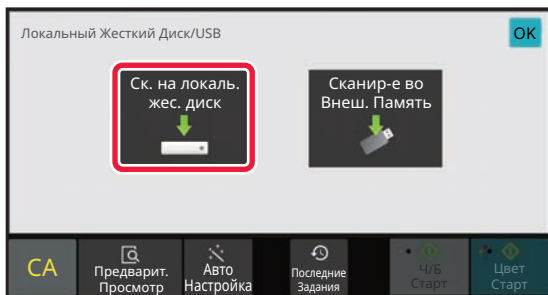 Локальный Жесткий Диск/USB
OK
Ск. на локаль.
жес. диск
Сканир-е во
Внеш. Память
CA
Предварит.
Просмотр
Авто
Настройка
Последние
Задания
Ч/Б
Старт
Цвет
Старт